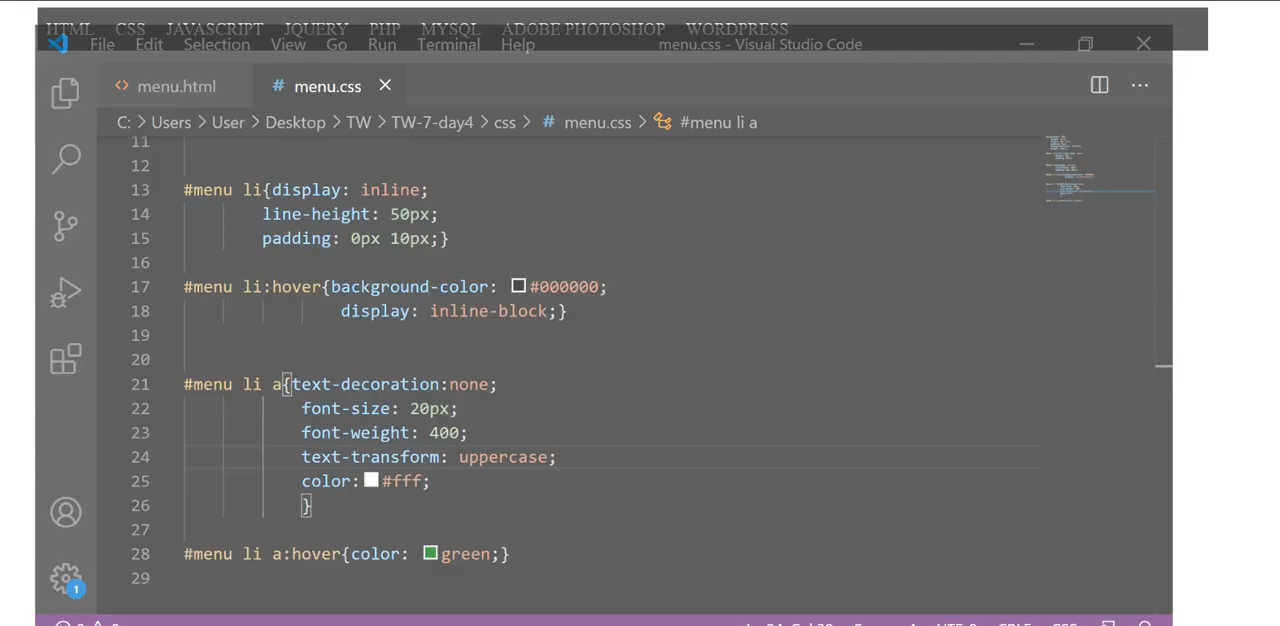 HTML CSS JAVASCRIPT JQUERY PHP MYSQL ADOBE PHOTOSHOP WORDPRESS
File Edit Selection View Go Run Terminal Help menu.css - Visual Studio Code
menu.html # menu.css
C: > Users > User > Desktop > TW > TW-7-day4 > css > # menu.css > #menu li a
11
12
13 #menu li{display: inline;
14 line-height: 50px;
15 padding: 0px 10px;}
16
17 #menu li:hover{background-color: #000000;
18 display: inline-block;}
19
20
21 #menu li a{text-decoration:none;
22 font-size: 20px;
23 font-weight: 400;
24 text-transform: uppercase;
25 color: #fff;
26 }
27
28 #menu li a:hover{color: green;}
29
1